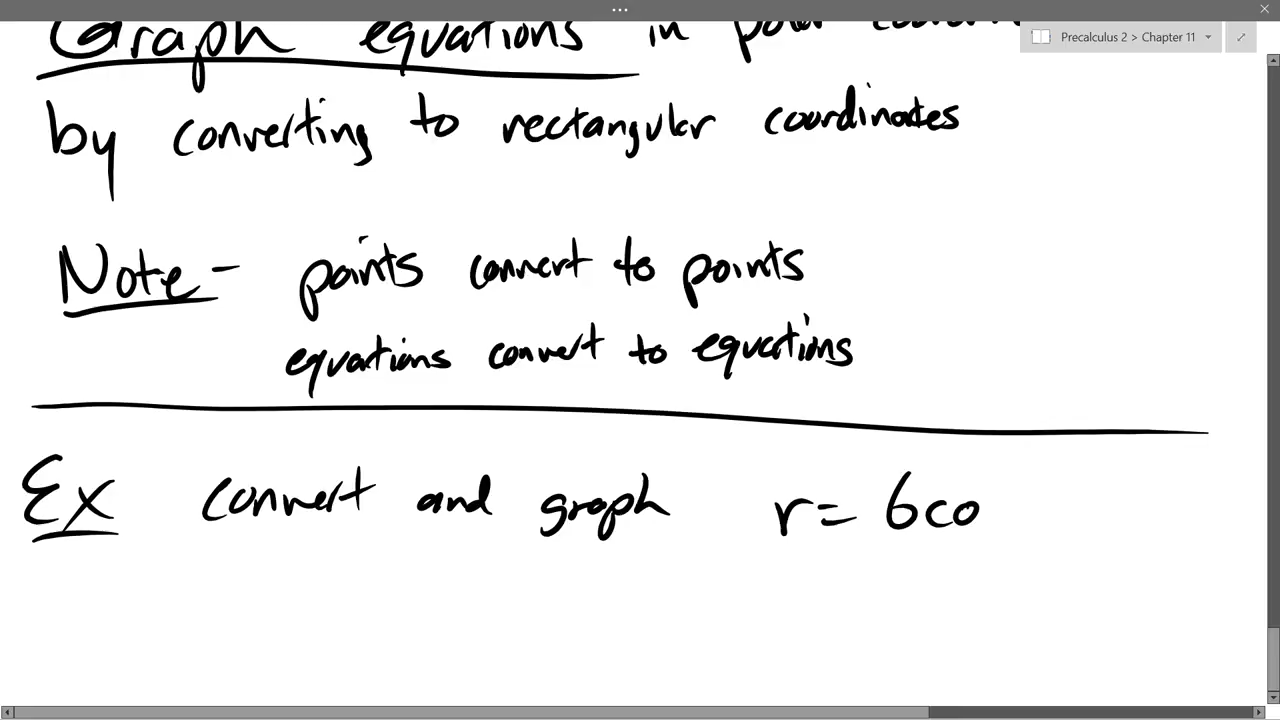 ...
Precalculus 2 > Chapter 11
Graph equations in
by converting to rectangular coordinates
Note - points convert to points
equations convert to equations
Ex convert and graph r = 6co